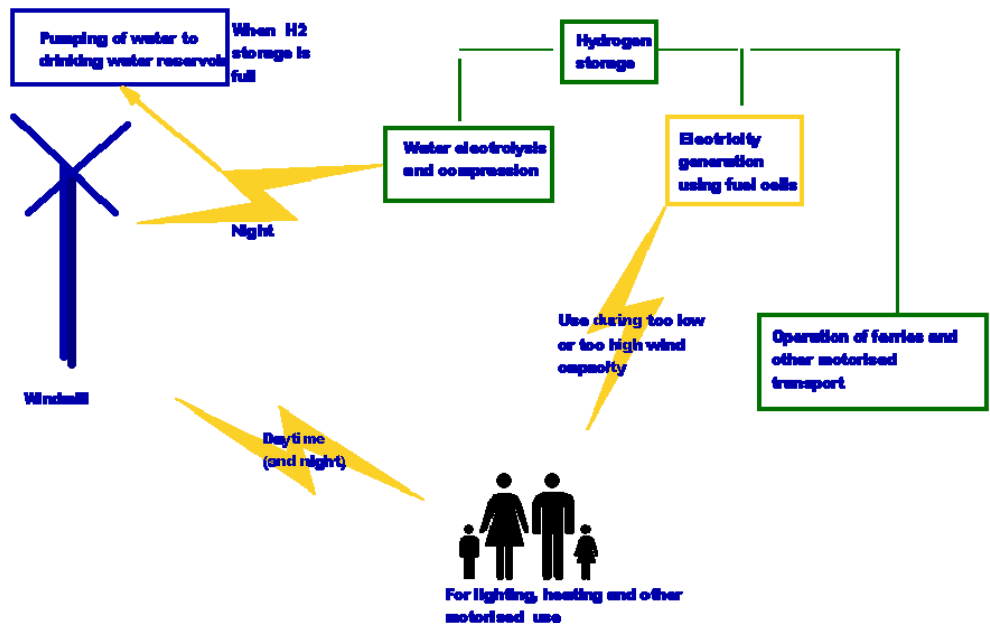 Pumping of water to
drinking water reservoir
When H2
storage is
full
Hydrogen
storage
Water electrolysis
and compression
Electricity
generation
using fuel cells
Night
Use during too low
or too high wind
capacity
Operation of ferries and
other motorised
transport
Windmill
Daytime
(and night)
For lighting, heating and other
motorised use